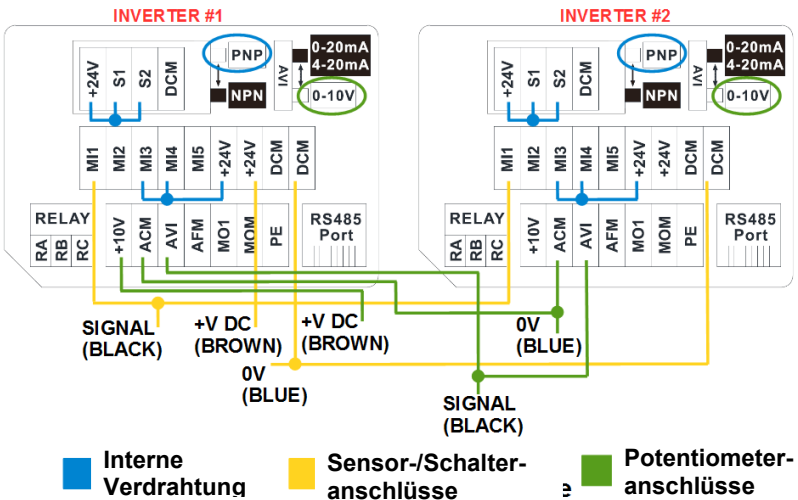 INVERTER #1
INVERTER #2
+24V S1 S2 DCM
PNP
NPN
AVI
0-20mA
4-20mA
0-10V
+24V S1 S2 DCM
PNP
NPN
AVI
0-20mA
4-20mA
0-10V
MI1 MI2 MI3 MI4 MI5 +24V +24V DCM DCM
MI1 MI2 MI3 MI4 MI5 +24V +24V DCM DCM
RELAY
RA RB RC
+10V ACM AVI AFM MO1 MOM PE
RS485
Port
RELAY
RA RB RC
+10V ACM AVI AFM MO1 MOM PE
RS485
Port
SIGNAL
(BLACK)
+V DC
(BROWN)
+V DC
(BROWN)
0V
(BLUE)
0V
(BLUE)
SIGNAL
(BLACK)
Interne
Verdrahtung
Sensor-/Schalter-
anschlüsse
Potentiometer-
anschlüsse